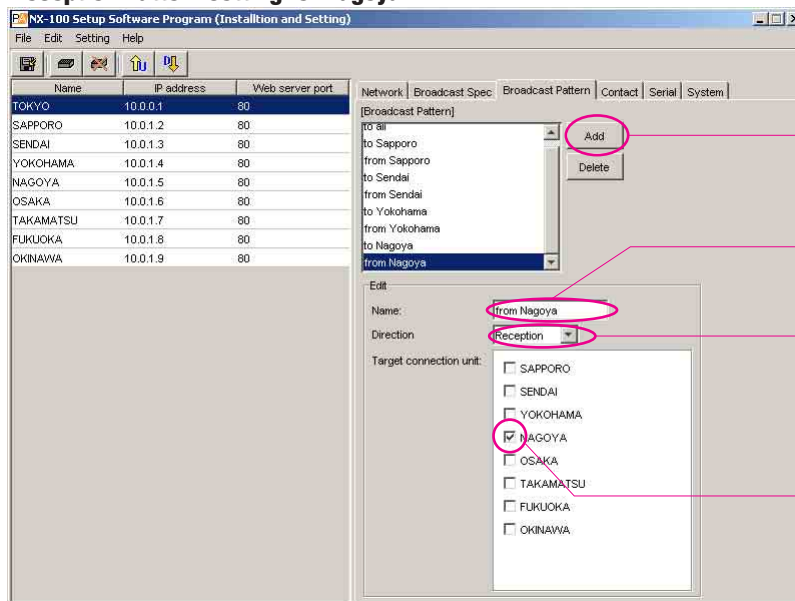 NX-100 Setup Software Program (Installtion and Setting)
File Edit Setting Help
Name IP address Web server port
TOKYO 10.0.0.1 80
SAPPORO 10.0.1.2 80
SENDAI 10.0.1.3 80
YOKOHAMA 10.0.1.4 80
NAGOYA 10.0.1.5 80
OSAKA 10.0.1.6 80
TAKAMATSU 10.0.1.7 80
FUKUOKA 10.0.1.8 80
OKINAWA 10.0.1.9 80
Network Broadcast Spec Broadcast Pattern Contact Serial System
[Broadcast Pattern]
to all
to Sapporo
from Sapporo
to Sendai
from Sendai
to Yokohama
from Yokohama
to Nagoya
from Nagoya
Add
Delete
Edit
Name: from Nagoya
Direction Reception
Target connection unit:
SAPPORO
SENDAI
YOKOHAMA
NAGOYA
OSAKA
TAKAMATSU
FUKUOKA
OKINAWA